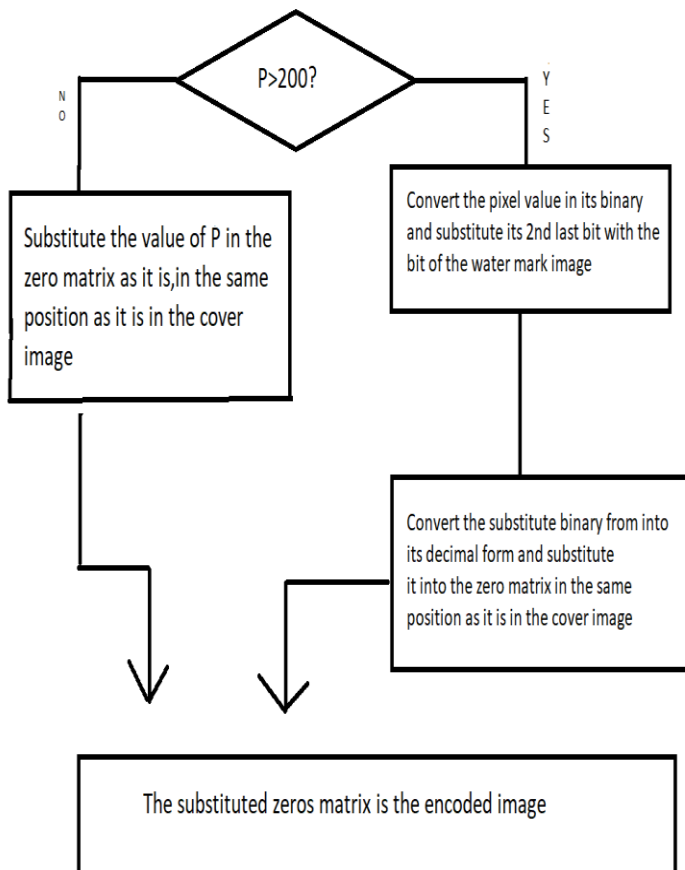 P>200?
N
O
Y
E
S
Substitute the value of P in the
zero matrix as it is,in the same
position as it is in the cover
image
Convert the pixel value in its binary
and substitute its 2nd last bit with the
bit of the water mark image
Convert the substitute binary from into
its decimal form and substitute
it into the zero matrix in the same
position as it is in the cover image
The substituted zeros matrix is the encoded image